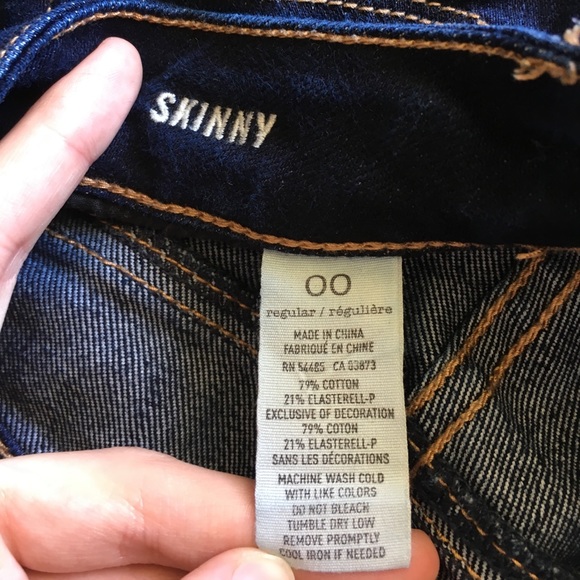 SKINNY
00
regular / régulière
MADE IN CHINA
FABRIQUÉ EN CHINE
RN 54485 CA 03873
79% COTTON
21% ELASTERELL-P
EXCLUSIVE OF DECORATION
79% COTON
21% ELASTERELL-P
SANS LES DÉCORATIONS
MACHINE WASH COLD
WITH LIKE COLORS
DO NOT BLEACH
TUMBLE DRY LOW
REMOVE PROMPTLY
COOL IRON IF NEEDED